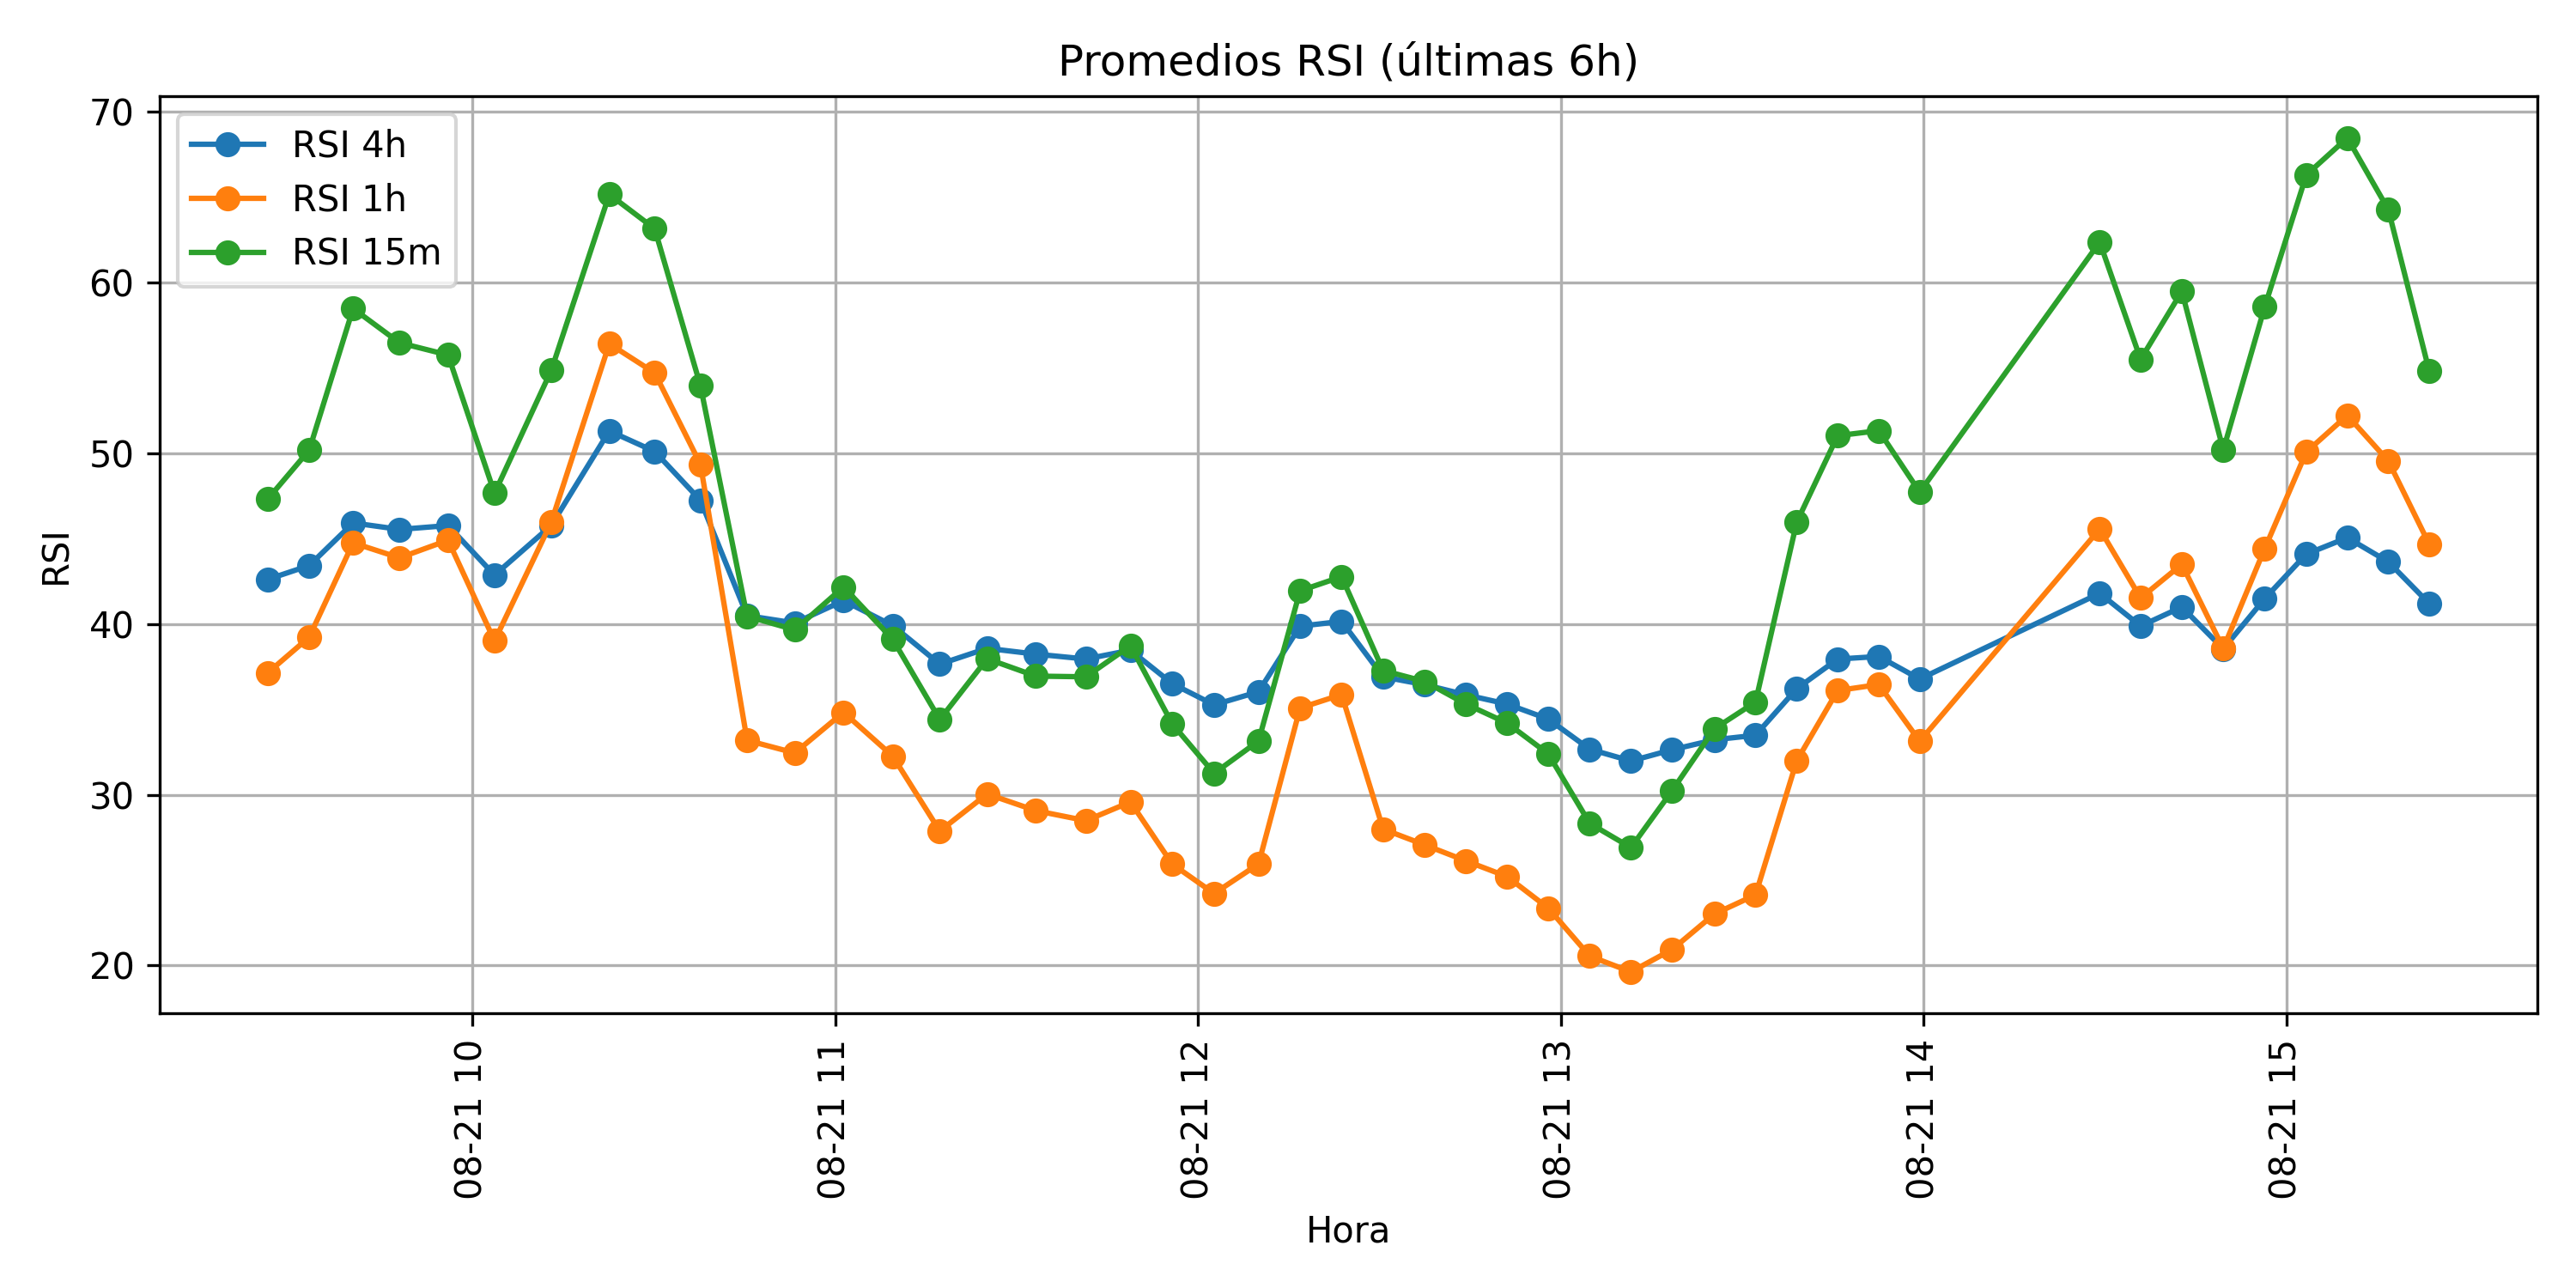 Promedios RSI (últimas 6h)
RSI 4h
RSI 1h
RSI 15m
RSI
70
60
50
40
30
20
08-21 10
08-21 11
08-21 12
08-21 13
08-21 14
08-21 15
Hora